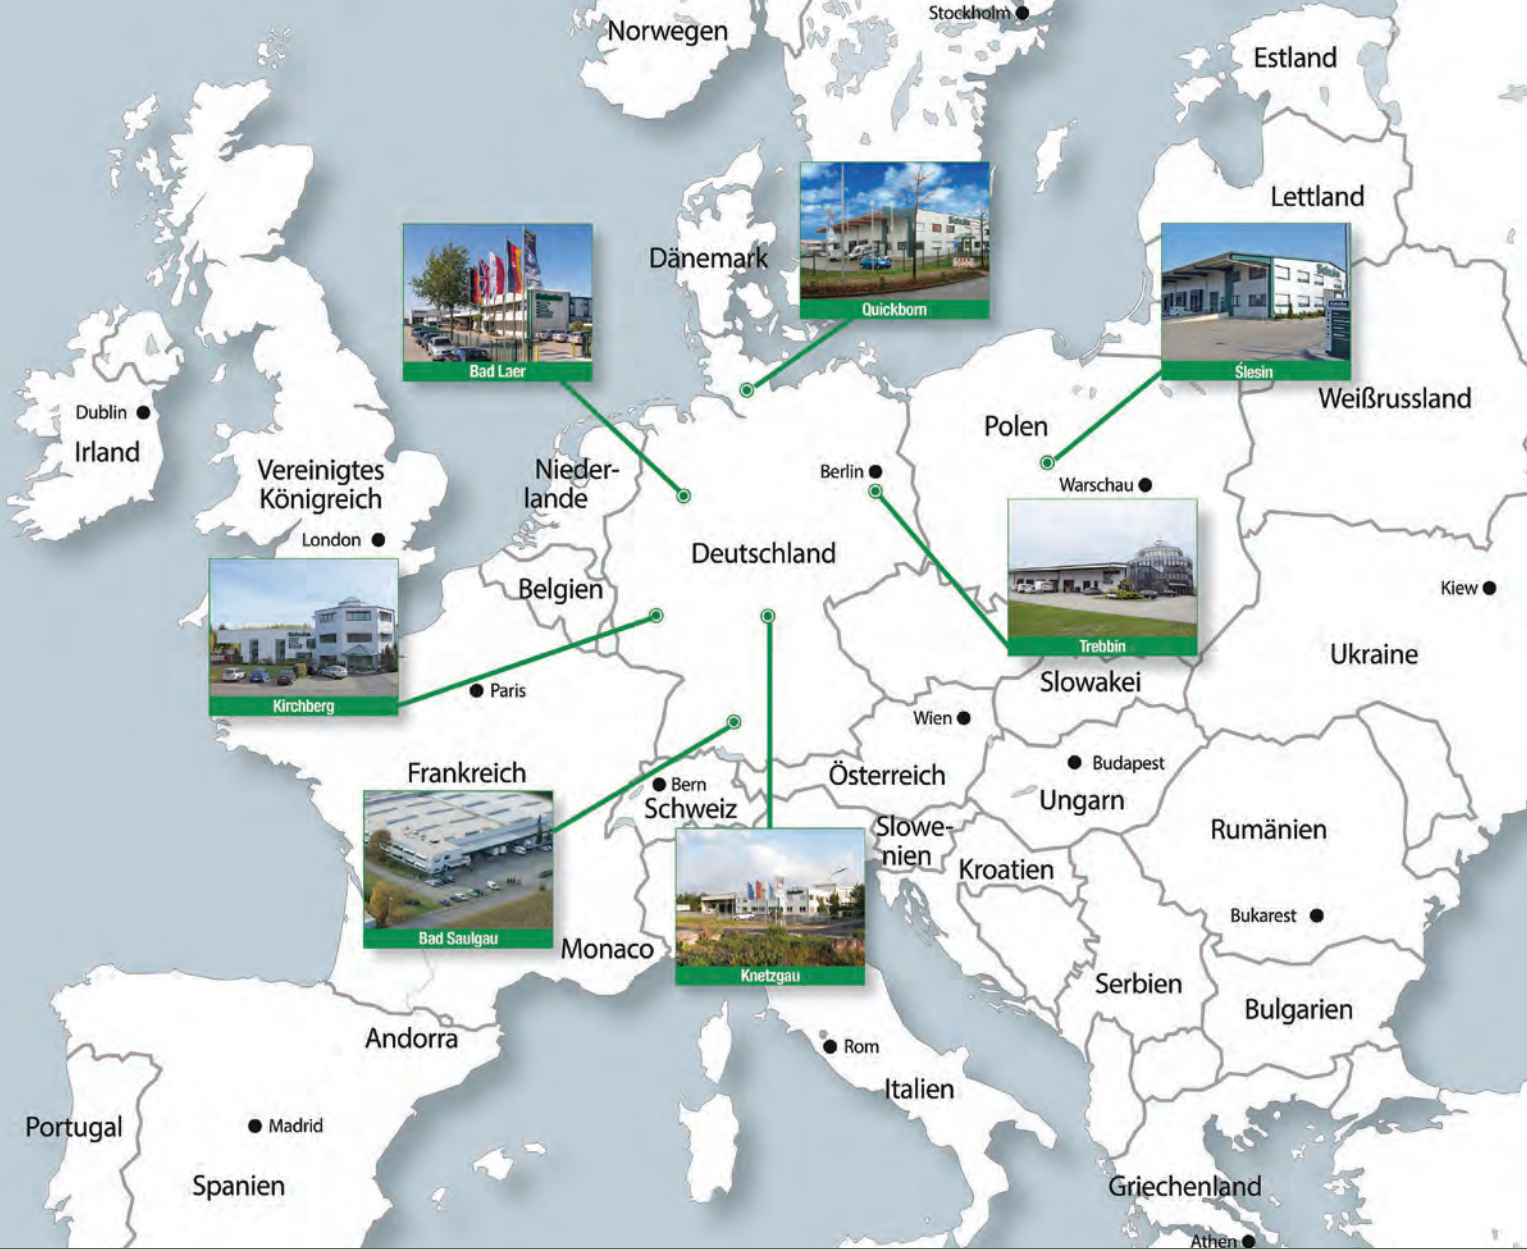 Stockholm
Norwegen
Estland
Lettland
Dänemark
Quickborn
Bad Laer
Ślesin
Weißrussland
Dublin
Irland
Polen
Vereinigtes
Königreich
Nieder-
lande
Berlin
Warschau
London
Deutschland
Belgien
Kiew
Trebbin
Ukraine
Kirchberg
Paris
Slowakei
Wien
Budapest
Frankreich
Bern
Schweiz
Österreich
Ungarn
Slowe-
nien
Rumänien
Kroatien
Bukarest
Bad Saulgau
Monaco
Knetzgau
Serbien
Bulgarien
Andorra
Rom
Italien
Portugal
Madrid
Spanien
Griechenland
Athen